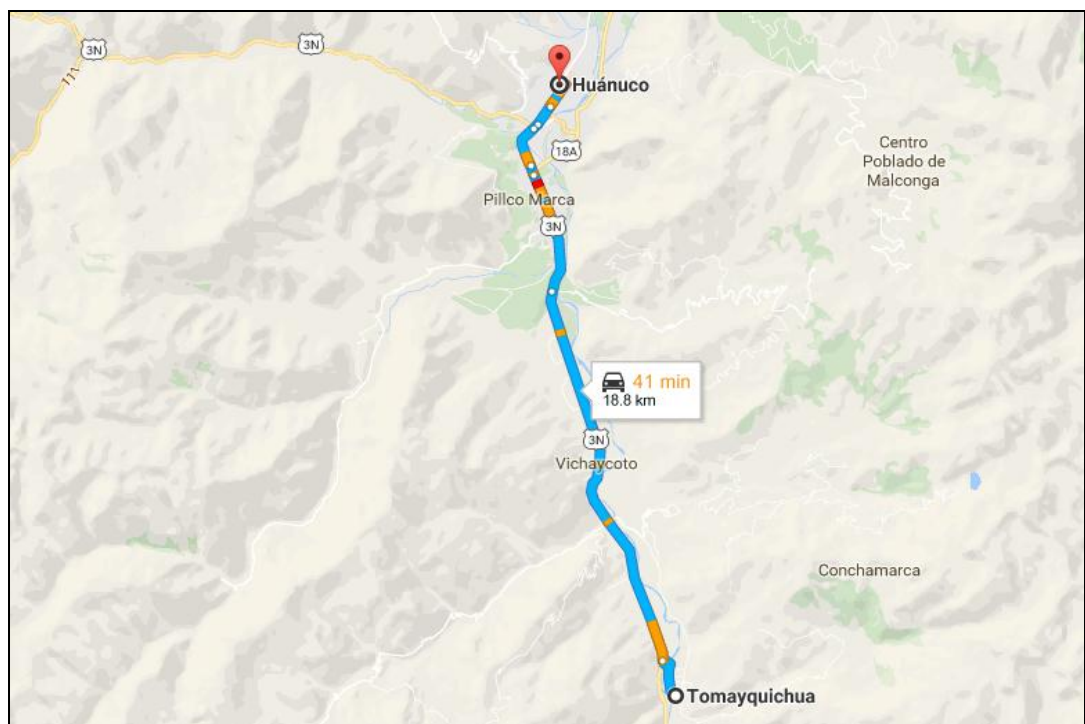 3N
3N
11A
Huánuco
18A
Centro
Poblado de
Malconga
Pillco Marca
3N
41 min
18.8 km
3N
Vichaycoto
Conchamarca
Tomayquichua